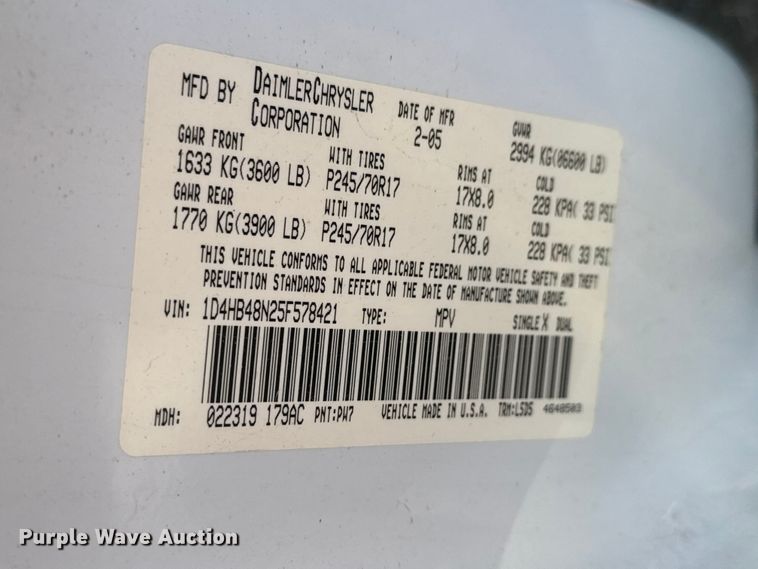 MFD BY DAIMLERCHRYSLER CORPORATION DATE OF MFR 2-05 GVWR 2994 KG(06600 LB)
GAWR FRONT WITH TIRES RIMS AT COLD
1633 KG(3600 LB) P245/70R17 17X8.0 228 KPA( 33 PSI
GAWR REAR WITH TIRES RIMS AT COLD
1770 KG(3900 LB) P245/70R17 17X8.0 228 KPA( 33 PSI
THIS VEHICLE CONFORMS TO ALL APPLICABLE FEDERAL MOTOR VEHICLE SAFETY AND THEFT
PREVENTION STANDARDS IN EFFECT ON THE DATE OF MANUFACTURE SHOWN ABOVE.
VIN: 1D4HB48N25F578421 TYPE: MPV SINGLE X DUAL
MDH: 022319 179AC PNT:PW7 VEHICLE MADE IN U.S.A. TRM:L5D5 4648503
Purple Wave Auction